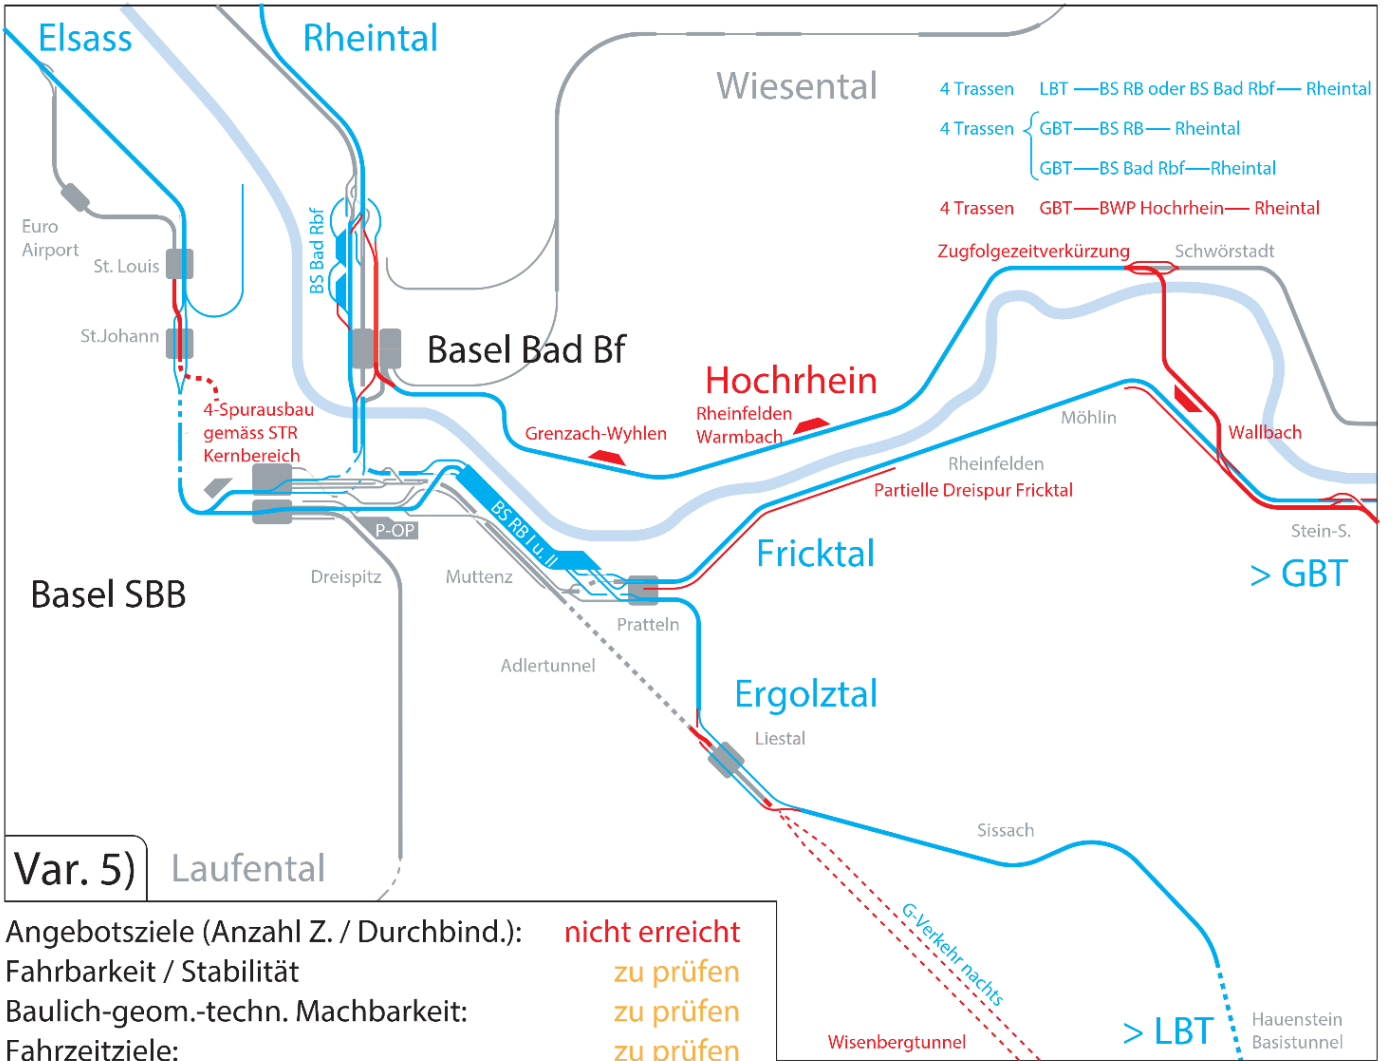 Elsass
Rheintal
Wiesental
4 Trassen LBT — BS RB oder BS Bad Rbf — Rheintal
4 Trassen { GBT — BS RB — Rheintal
GBT — BS Bad Rbf — Rheintal
4 Trassen GBT — BWP Hochrhein — Rheintal
Euro
Airport
St. Louis
BS Bad Rbf
Zugfolgezeitverkürzung
Schwörstadt
St.Johann
Basel Bad Bf
Hochrhein
4-Spurausbau
gemäss STR
Kernbereich
Grenzach-Wyhlen
Rheinfelden
Warmbach
Möhlin
Wallbach
Rheinfelden
Partielle Dreispur Fricktal
P-OP
BS RB I u. II
Stein-S.
Fricktal
> GBT
Basel SBB
Dreispitz
Muttenz
Pratteln
Adlertunnel
Ergolztal
Liestal
Sissach
Var. 5)
Laufental
G-Verkehr nachts
Wisenbergtunnel
> LBT
Hauenstein
Basistunnel
Angebotsziele (Anzahl Z. / Durchbind.): nicht erreicht
Fahrbarkeit / Stabilität zu prüfen
Baulich-geom.-techn. Machbarkeit: zu prüfen
Fahrzeitziele: zu prüfen